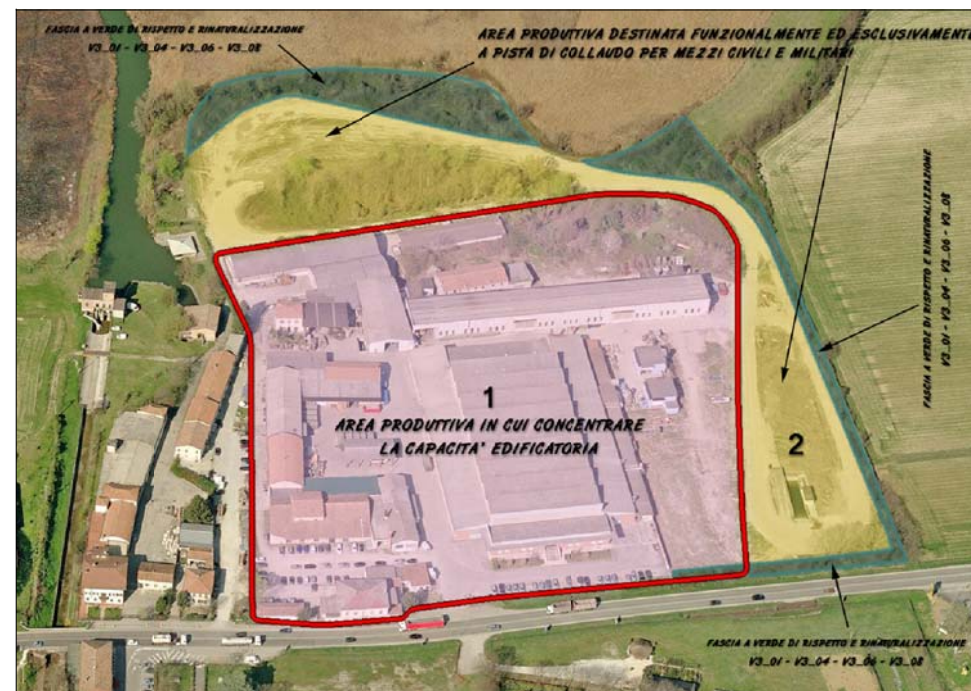 FASCIA A VERDE DI RISPETTO E RINATURALIZZAZIONE
V3_01 - V3_04 - V3_06 - V3_08
AREA PRODUTTIVA DESTINATA FUNZIONALMENTE ED ESCLUSIVAMENTE
A PISTA DI COLLAUDO PER MEZZI CIVILI E MILITARI
FASCIA A VERDE DI RISPETTO E RINATURALIZZAZIONE
V3_01 - V3_04 - V3_06 - V3_08
1
AREA PRODUTTIVA IN CUI CONCENTRARE
LA CAPACITA' EDIFICATORIA
2
FASCIA A VERDE DI RISPETTO E RINATURALIZZAZIONE
V3_01 - V3_04 - V3_06 - V3_08